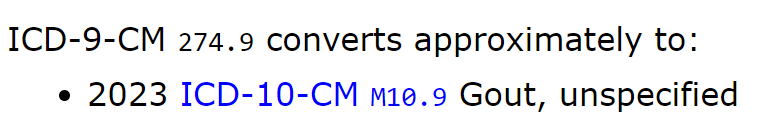 ICD-9-CM 274.9 converts approximately to:
• 2023 ICD-10-CM M10.9 Gout, unspecified